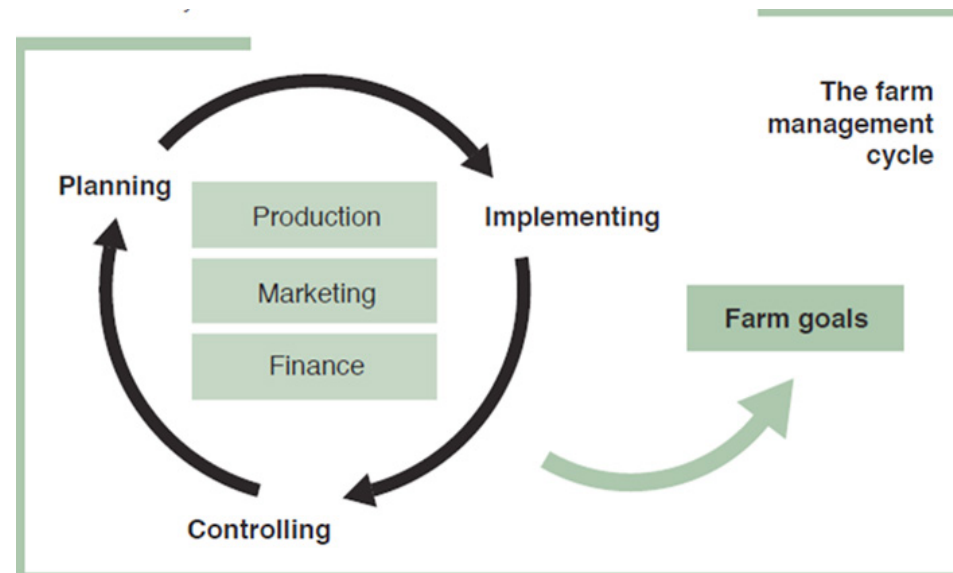 The farm
management
cycle
Planning
Production
Implementing
Marketing
Farm goals
Finance
Controlling